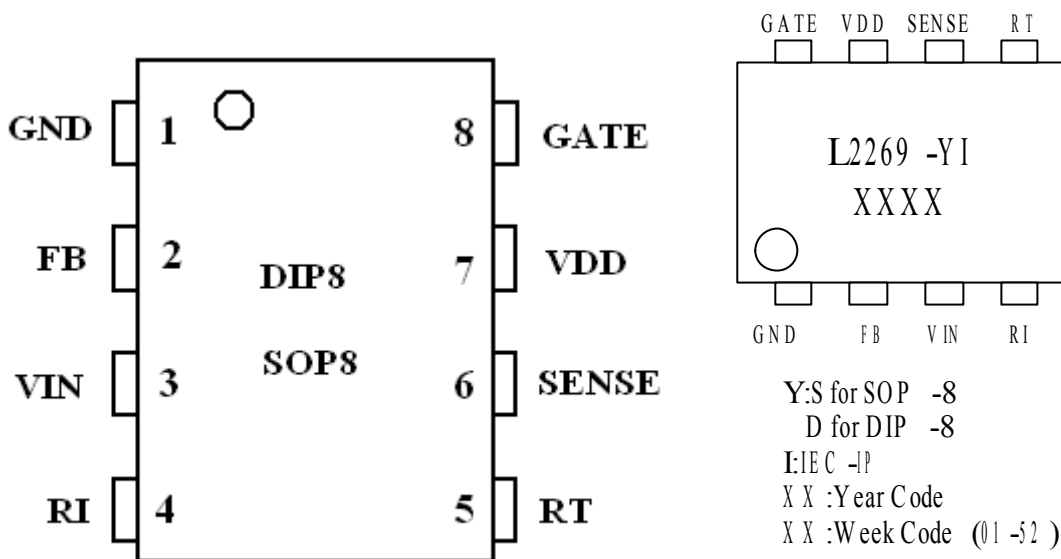 GND 1 8 GATE
FB 2 7 VDD
DIP8
VIN 3 6 SENSE
SOP8
RI 4 5 RT
GATE VDD SENSE RT
L2269 -YI
XXXX
GND FB VIN RI
Y:S for SOP -8
D for DIP -8
I:IEC -IP
XX :Year Code
XX :Week Code (01 -52)